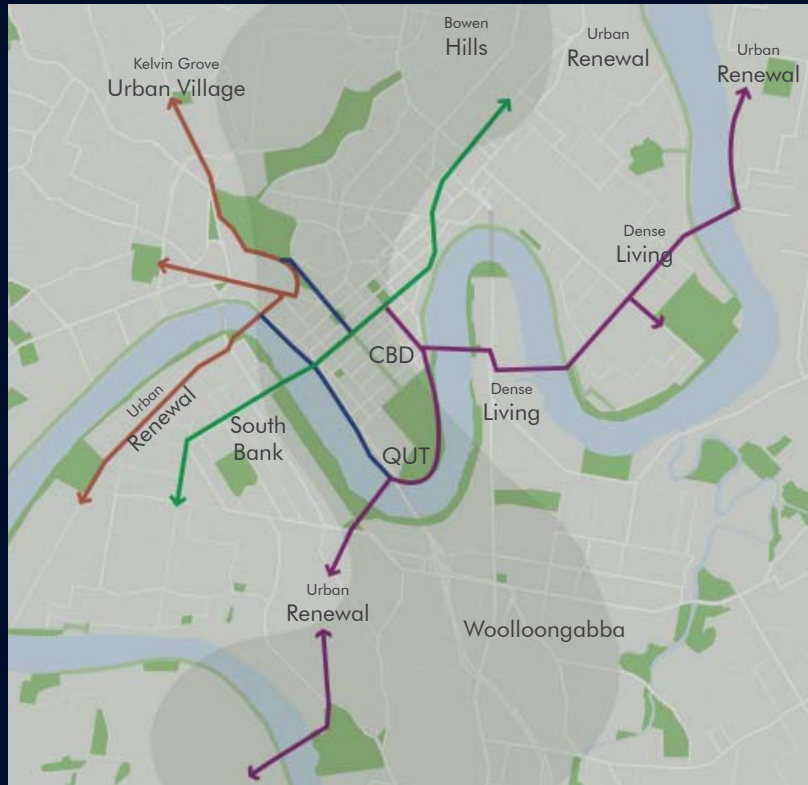 Bowen
Hills
Urban
Renewal
Urban
Renewal
Kelvin Grove
Urban Village
Dense
Living
CBD
Dense
Living
Urban
Renewal
South
Bank
QUT
Urban
Renewal
Woolloongabba